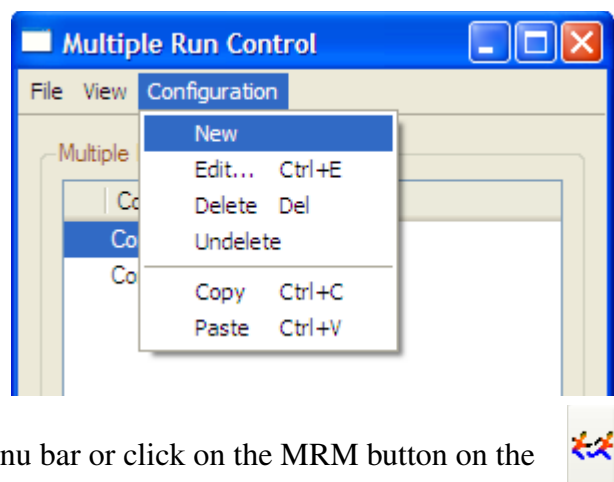 Multiple Run Control
File View Configuration
New
Multiple
Edit... Ctrl+E
Co
Delete Del
Co
Undelete
Co
Copy Ctrl+C
Paste Ctrl+V
nu bar or click on the MRM button on the